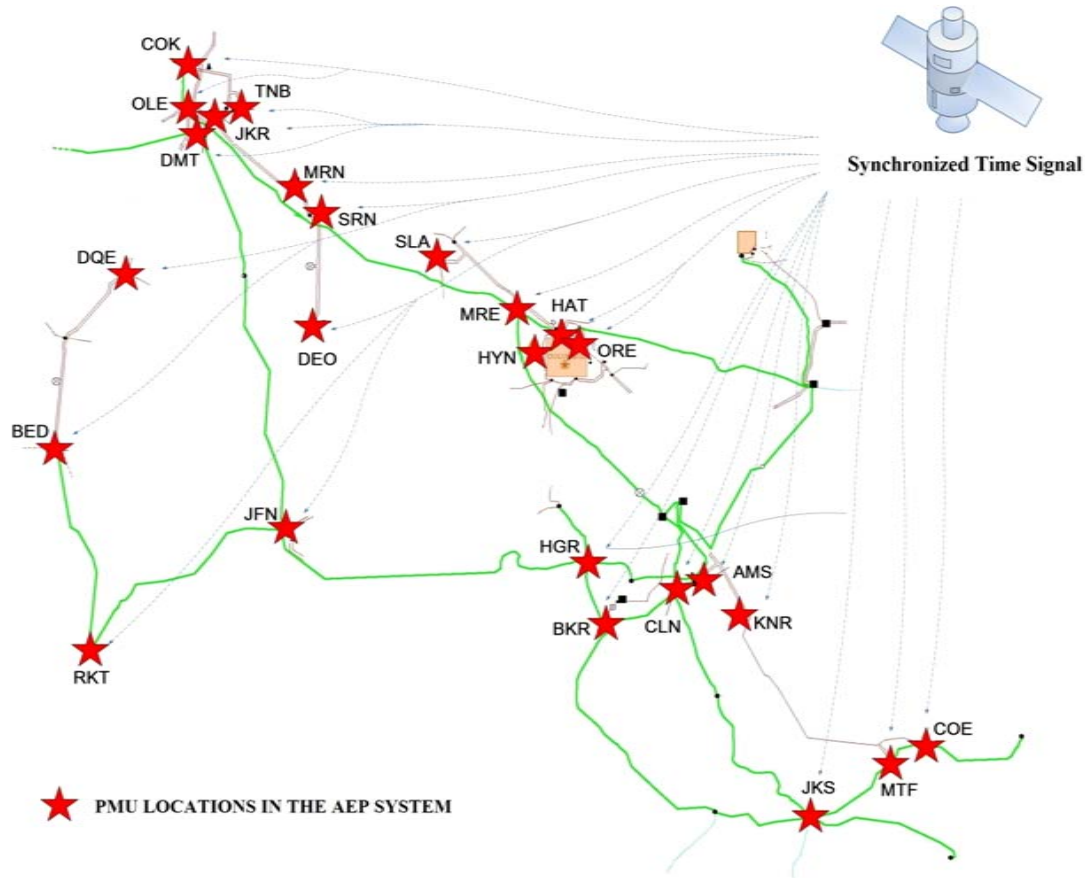 COK
OLE
TNB
JKR
DMT
Synchronized Time Signal
MRN
SRN
SLA
DQE
MRE
HAT
DEO
HYN
ORE
BED
JFN
HGR
AMS
BKR
CLN
KNR
RKT
COE
JKS
MTF
PMU LOCATIONS IN THE AEP SYSTEM